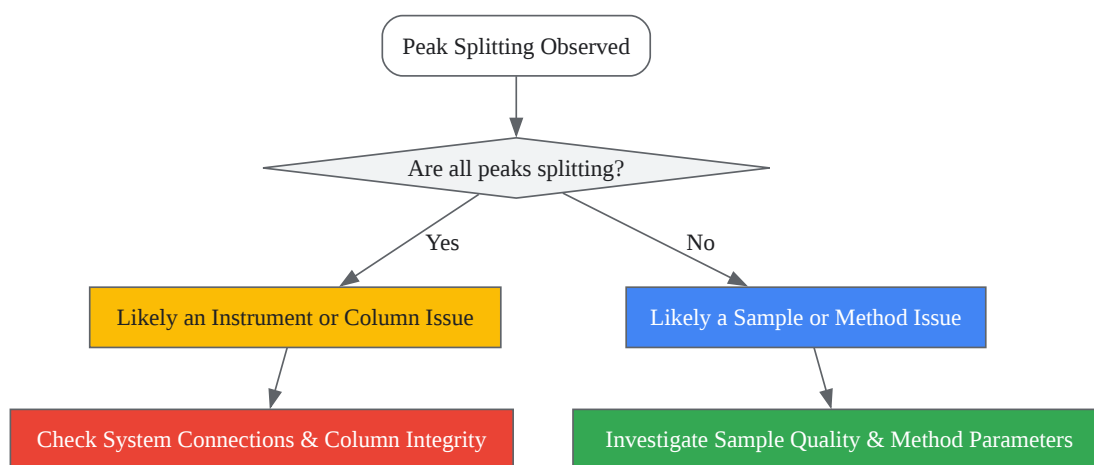 Peak Splitting Observed
Are all peaks splitting?
Yes
No
Likely an Instrument or Column Issue
Likely a Sample or Method Issue
Check System Connections & Column Integrity
Investigate Sample Quality & Method Parameters